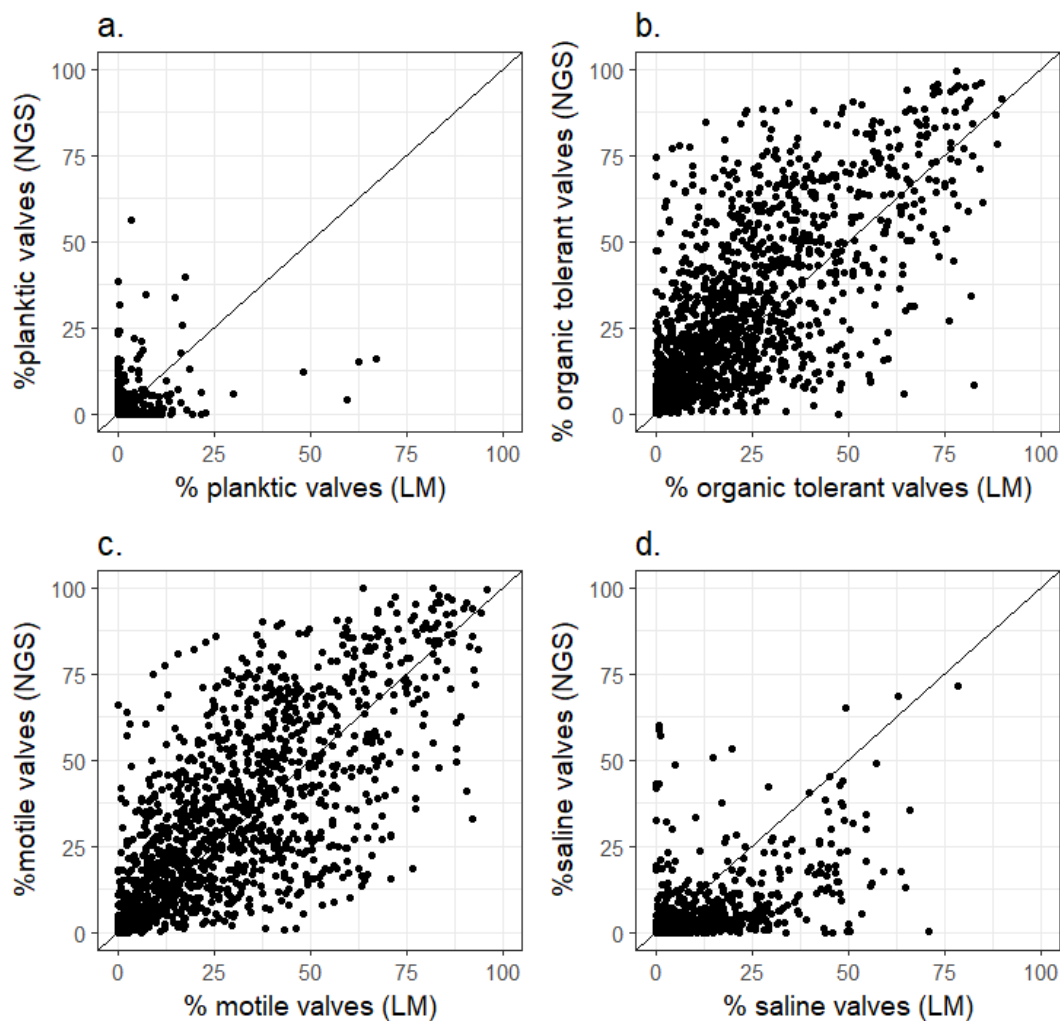 a.
%planktic valves (NGS)
100
75
50
25
0
0 25 50 75 100
% planktic valves (LM)
b.
% organic tolerant valves (NGS)
100
75
50
25
0
0 25 50 75 100
% organic tolerant valves (LM)
c.
%motile valves (NGS)
100
75
50
25
0
0 25 50 75 100
% motile valves (LM)
d.
%saline valves (NGS)
100
75
50
25
0
0 25 50 75 100
% saline valves (LM)